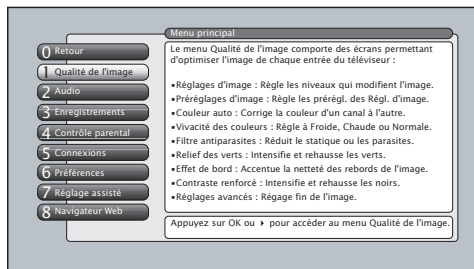 Menu principal
0 Retour
1 Qualité de l'image
2 Audio
3 Enregistrements
4 Contrôle parental
5 Connexions
6 Préférences
7 Réglage assisté
8 Navigateur Web
Le menu Qualité de l'image comporte des écrans permettant
d'optimiser l'image de chaque entrée du téléviseur :
▪Réglages d'image : Règle les niveaux qui modifient l'image.
▪Préréglages d'image : Règle les prérégl. des Régl. d'image.
▪Couleur auto : Corrige la couleur d'un canal à l'autre.
▪Vivacité des couleurs : Règle à Froide, Chaude ou Normale.
▪Filtre antiparasites : Réduit le statique ou les parasites.
▪Relief des verts : Intensifie et rehausse les verts.
▪Effet de bord : Accentue la netteté des rebords de l'image.
▪Contraste renforcé : Intensifie et rehausse les noirs.
▪Réglages avancés : Régage fin de l'image.
Appuyez sur OK ou ▸ pour accéder au menu Qualité de l'image.